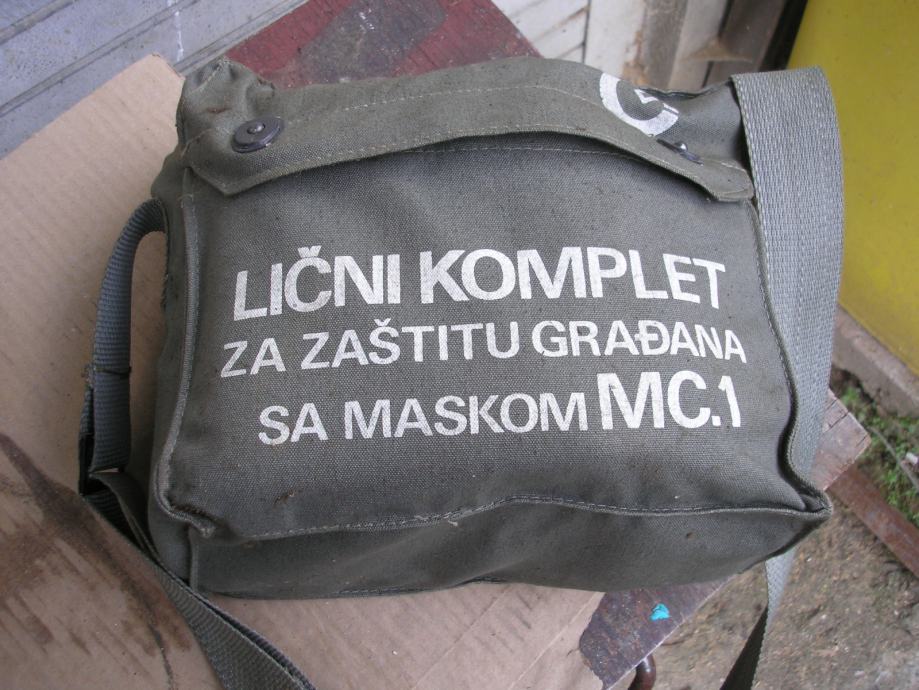 LIČNI KOMPLET
ZA ZAŠTITU GRAĐANA
SA MASKOM MC.1